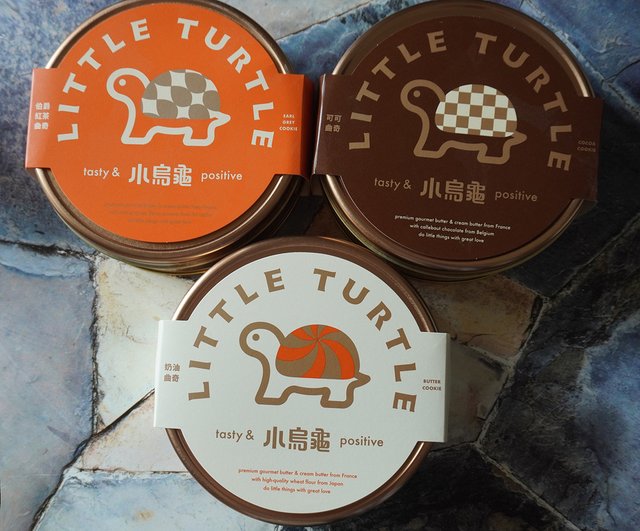 LITTLE TURTLE
伯爵
紅茶
曲奇
EARL
GREY
COOKIE
tasty & 小烏龜 positive
LITTLE TURTLE
可可
曲奇
COCOA
COOKIE
tasty & 小烏龜 positive
premium gourmet butter & cream butter from France
with callebout chocolate from Belgium
do little things with great love
LITTLE TURTLE
奶油
曲奇
BUTTER
COOKIE
tasty & 小烏龜 positive
premium gourmet butter & cream butter from France
with high-quality wheat flour from Japan
do little things with great love